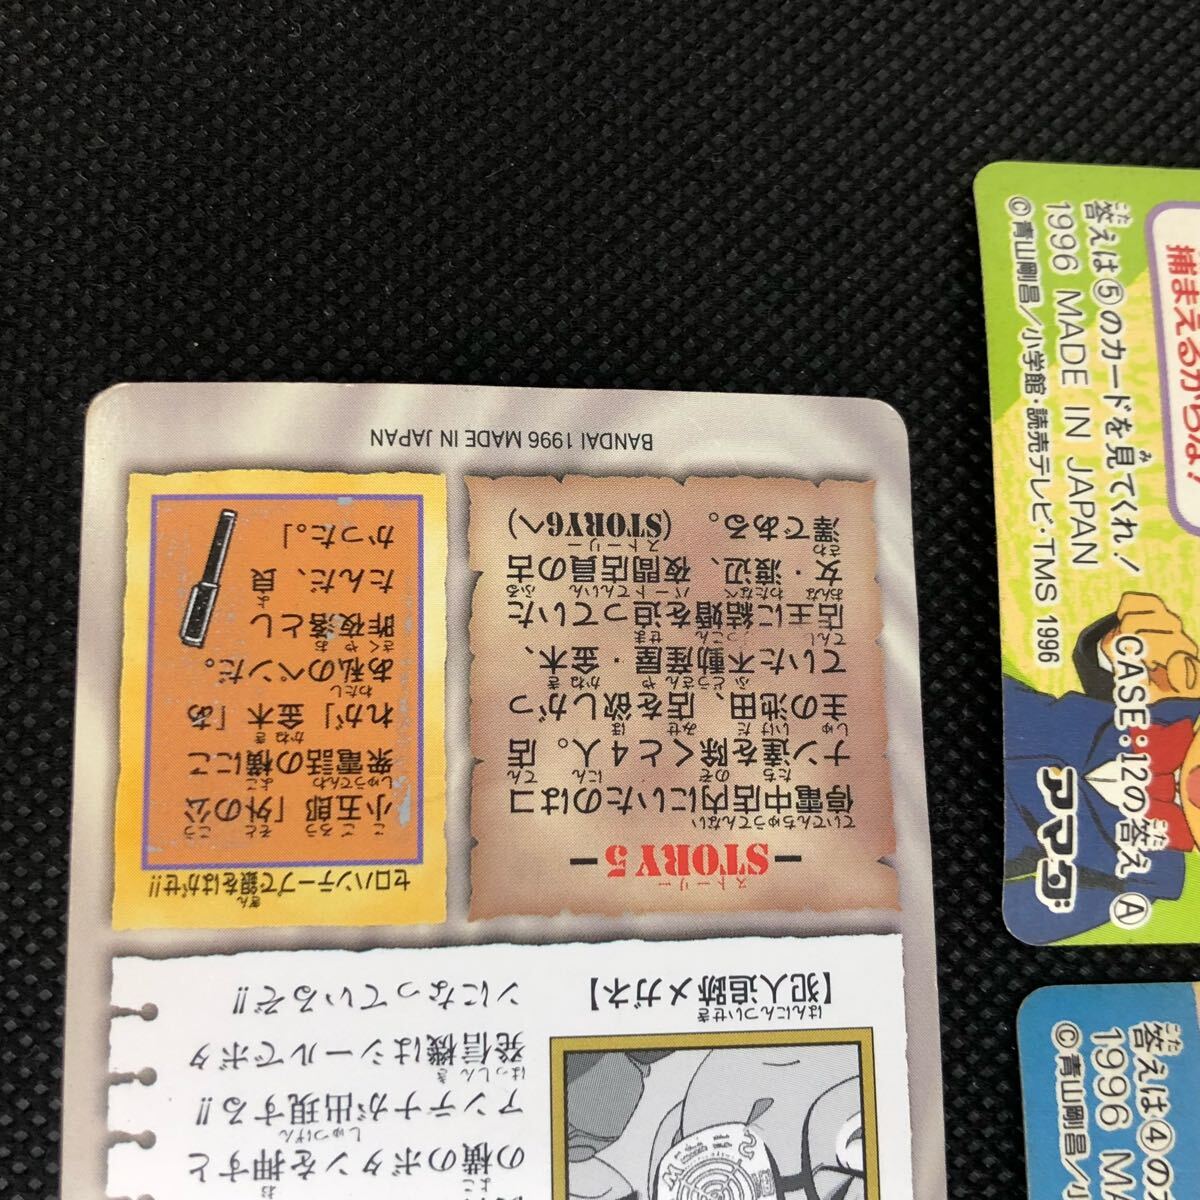 の横のボタンを押すと
アンテナが出現する!!
発信機はシールでボタ
ンになっているぞ!!
【犯人追跡メガネ】
STORY 5
停電中店内にいたのはコ
ナン達を除くと4人。店
主の池田、店を欲しがっ
ていた不動産屋・金木、
店主に結婚を迫っていた
女・渡辺、夜間店員の古
澤である。(STORY6へ)
セロハンテープで銀をはがせ!!
小五郎「外の公
衆電話の横にこ
れが」金木「あ
あ私のペンだ。
昨夜落とし
たんだ、良
かった。」
BANDAI 1996 MADE IN JAPAN
捕まえるからね!
答えは⑤のカードを見てくれ!
1996 MADE IN JAPAN
©青山剛昌/小学館・読売テレビ・TMS 1996
CASE:12の答え Ⓐ
アマダ
答えは④の
1996 MA
©青山剛昌/